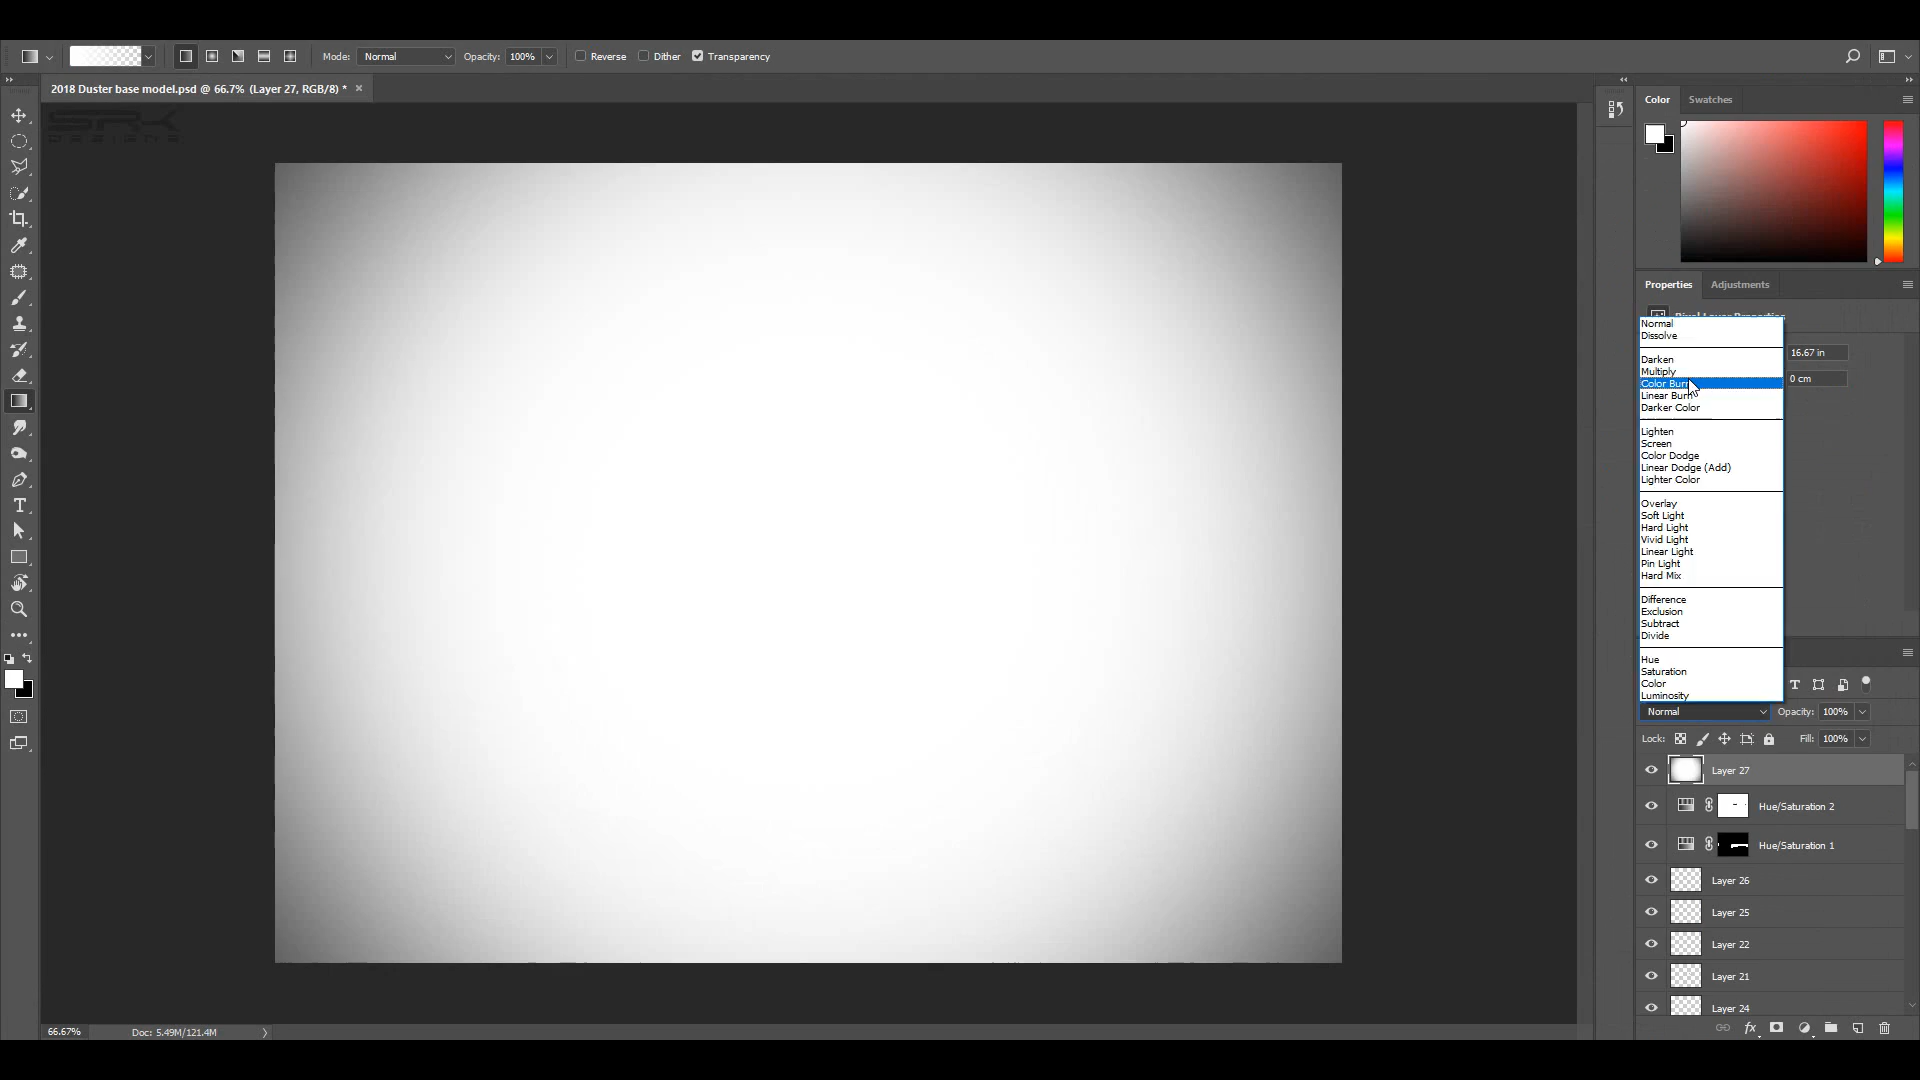 Mode: Normal Opacity: 100% Reverse Dither Transparency
2018 Duster base model.psd @ 66.7% (Layer 27, RGB/8) * ×
SRK
DEZIGNS
Color Swatches
Properties Adjustments
Pixel Layer Properties
16.67 in
0 cm
Normal
Dissolve
Darken
Multiply
Color Burn
Linear Burn
Darker Color
Lighten
Screen
Color Dodge
Linear Dodge (Add)
Lighter Color
Overlay
Soft Light
Hard Light
Vivid Light
Linear Light
Pin Light
Hard Mix
Difference
Exclusion
Subtract
Divide
Hue
Saturation
Color
Luminosity
Normal Opacity: 100%
Lock: Fill: 100%
Layer 27
Hue/Saturation 2
Hue/Saturation 1
Layer 26
Layer 25
Layer 22
Layer 21
Layer 24
66.67% Doc: 5.49M/121.4M